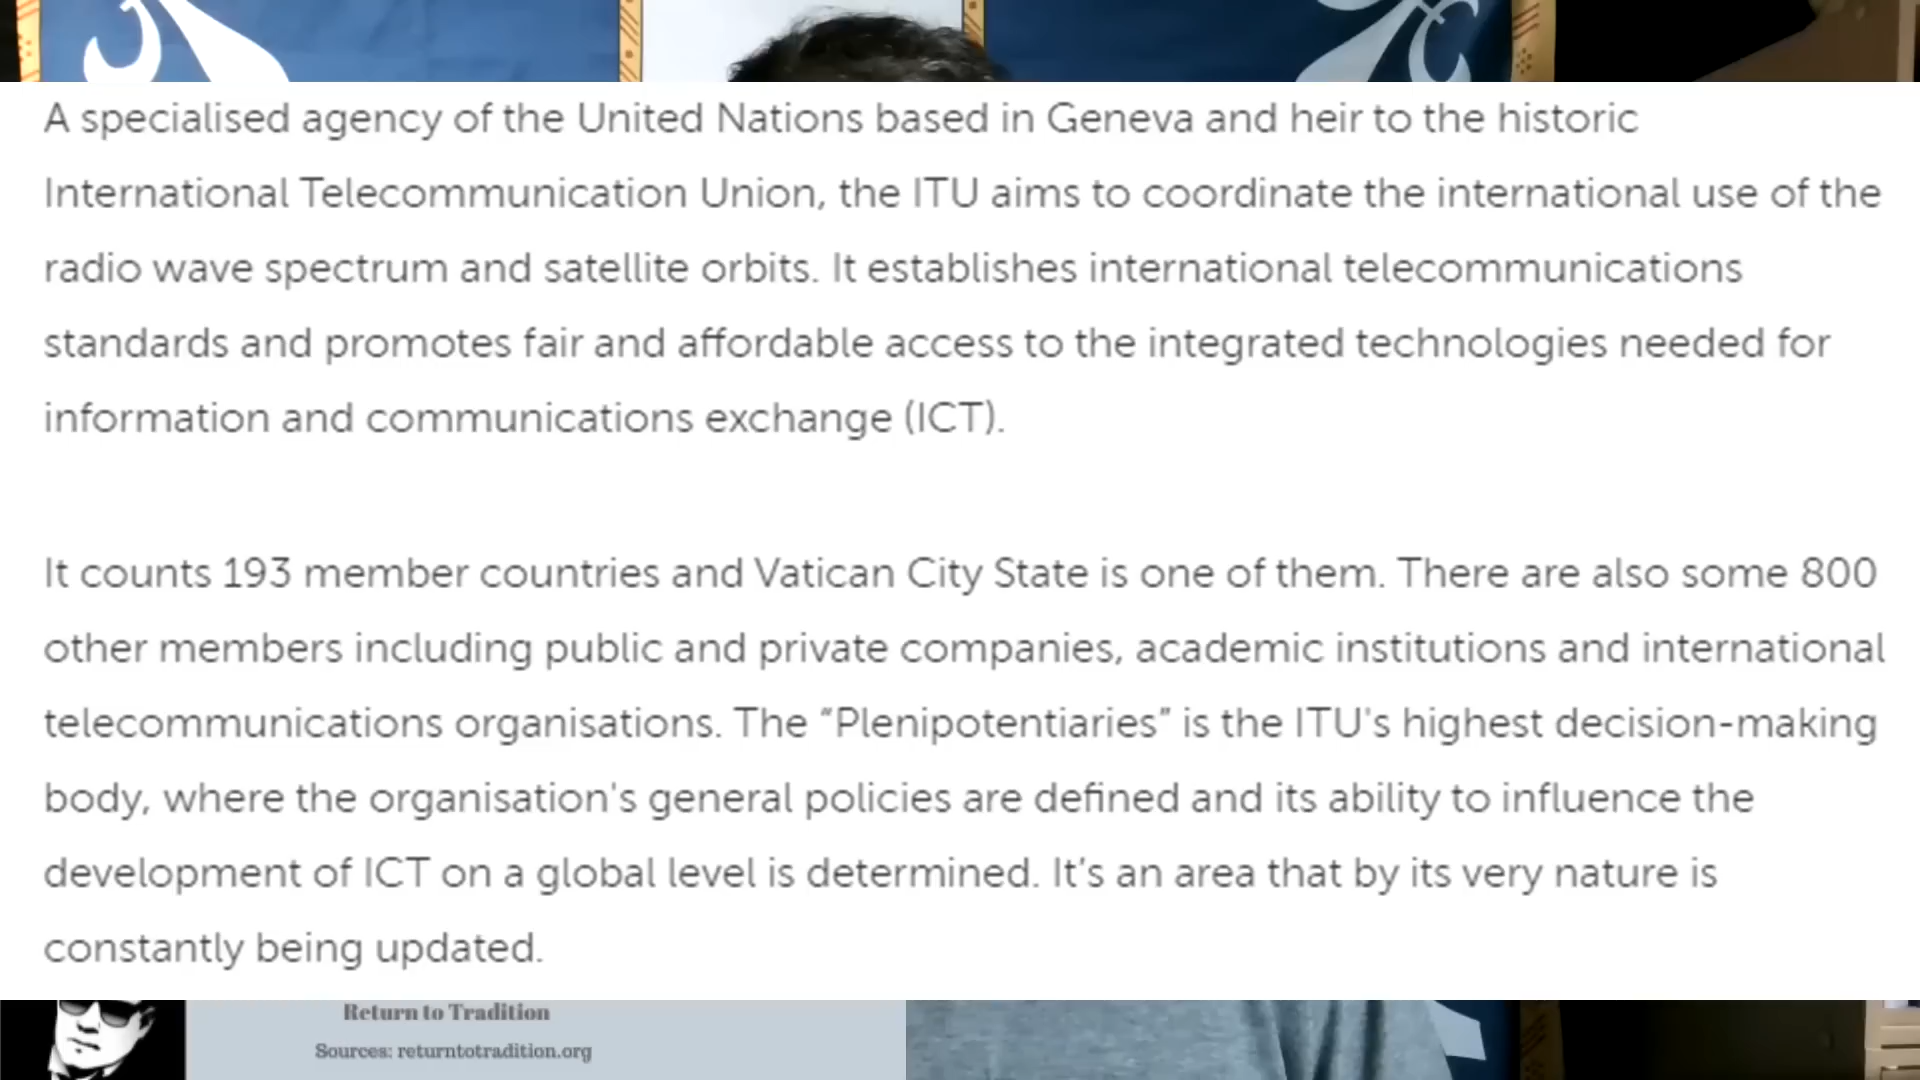 A specialised agency of the United Nations based in Geneva and heir to the historic
International Telecommunication Union, the ITU aims to coordinate the international use of the
radio wave spectrum and satellite orbits. It establishes international telecommunications
standards and promotes fair and affordable access to the integrated technologies needed for
information and communications exchange (ICT).
It counts 193 member countries and Vatican City State is one of them. There are also some 800
other members including public and private companies, academic institutions and international
telecommunications organisations. The “Plenipotentiaries” is the ITU's highest decision-making
body, where the organisation's general policies are defined and its ability to influence the
development of ICT on a global level is determined. It’s an area that by its very nature is
constantly being updated.
Return to Tradition
Sources: returntotradition.org